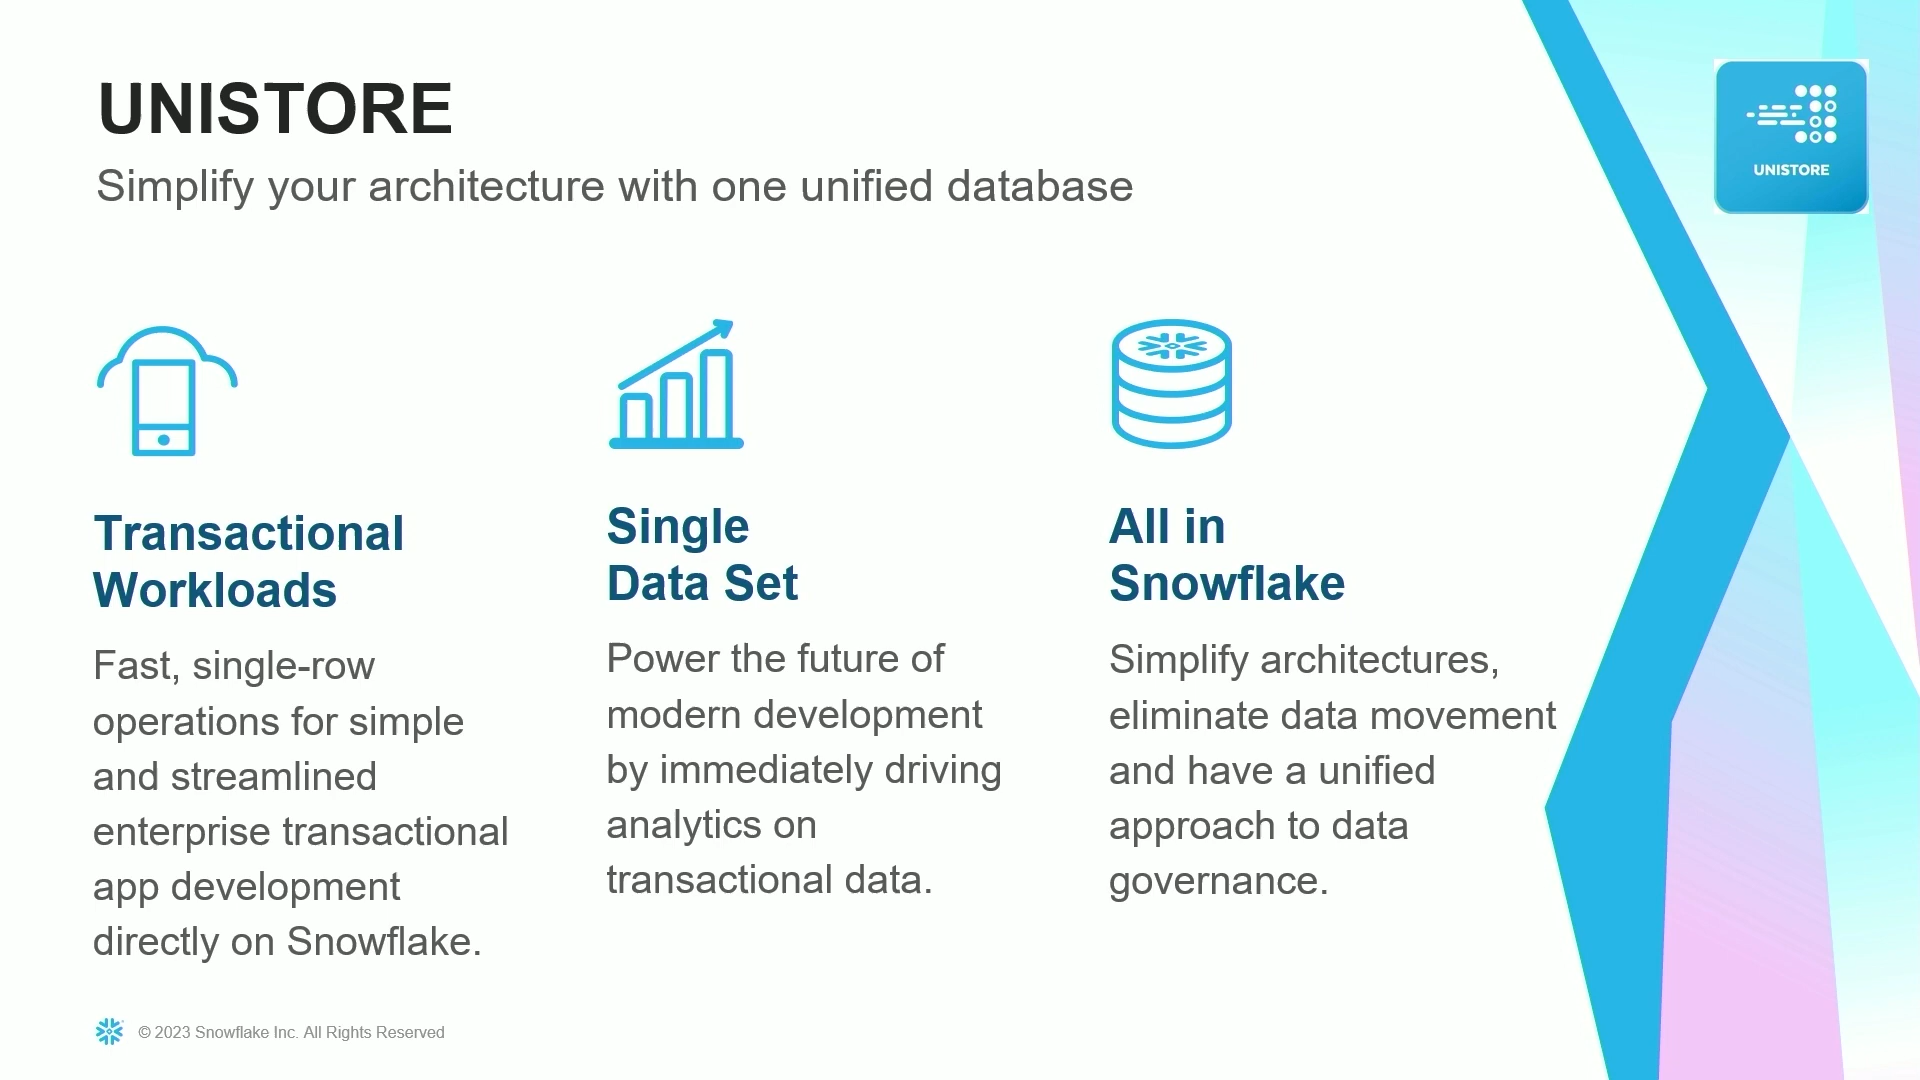 UNISTORE
Simplify your architecture with one unified database
UNISTORE
Transactional
Workloads
Fast, single-row
operations for simple
and streamlined
enterprise transactional
app development
directly on Snowflake.
Single
Data Set
Power the future of
modern development
by immediately driving
analytics on
transactional data.
All in
Snowflake
Simplify architectures,
eliminate data movement
and have a unified
approach to data
governance.
© 2023 Snowflake Inc. All Rights Reserved